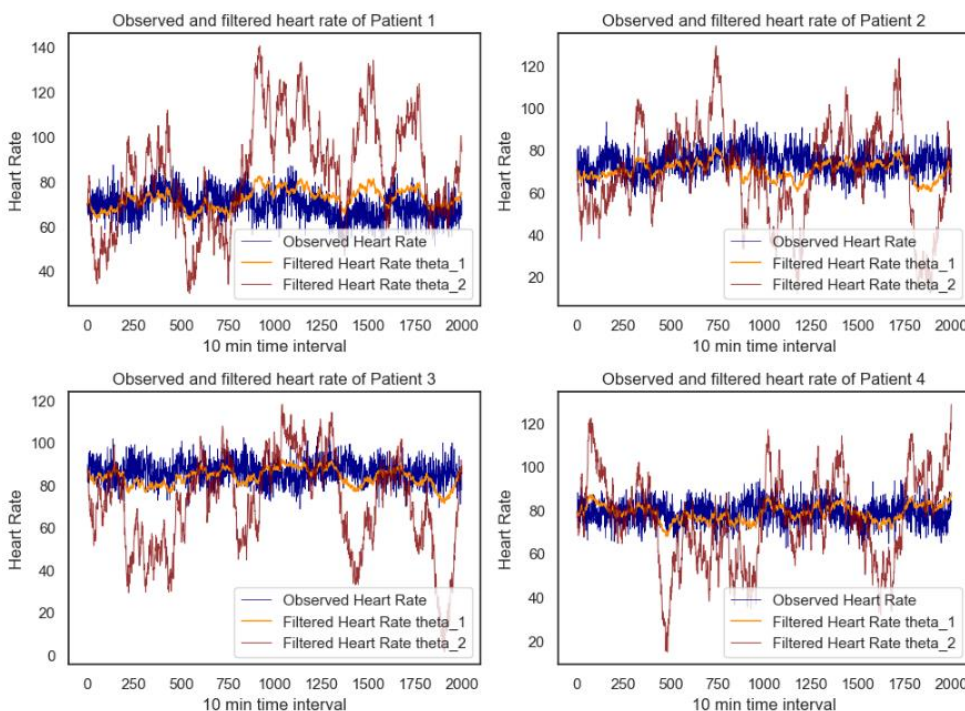 Observed and filtered heart rate of Patient 1
Heart Rate
140
120
100
80
60
40
Observed Heart Rate
Filtered Heart Rate theta_1
Filtered Heart Rate theta_2
0 250 500 750 1000 1250 1500 1750 2000
10 min time interval
Observed and filtered heart rate of Patient 2
Heart Rate
120
100
80
60
40
20
Observed Heart Rate
Filtered Heart Rate theta_1
Filtered Heart Rate theta_2
0 250 500 750 1000 1250 1500 1750 2000
10 min time interval
Observed and filtered heart rate of Patient 3
Heart Rate
120
100
80
60
40
20
0
Observed Heart Rate
Filtered Heart Rate theta_1
Filtered Heart Rate theta_2
0 250 500 750 1000 1250 1500 1750 2000
10 min time interval
Observed and filtered heart rate of Patient 4
Heart Rate
120
100
80
60
40
20
Observed Heart Rate
Filtered Heart Rate theta_1
Filtered Heart Rate theta_2
0 250 500 750 1000 1250 1500 1750 2000
10 min time interval